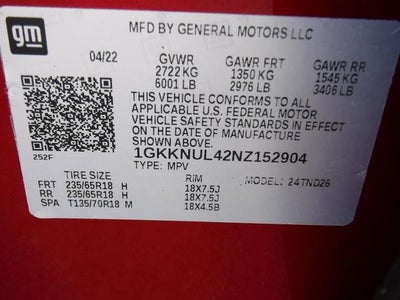 gm
MFD BY GENERAL MOTORS LLC
04/22 GVWR GAWR FRT GAWR RR
2722 KG 1350 KG 1545 KG
6001 LB 2976 LB 3406 LB
THIS VEHICLE CONFORMS TO ALL
APPLICABLE U.S. FEDERAL MOTOR
VEHICLE SAFETY STANDARDS IN EFFECT
ON THE DATE OF MANUFACTURE
SHOWN ABOVE.
252F
1GKKNUL42NZ152904
TYPE: MPV MODEL: 24TND26
TIRE SIZE RIM
FRT 235/65R18 H 18X7.5J
RR 235/65R18 H 18X7.5J
SPA T135/70R18 M 18X4.5B